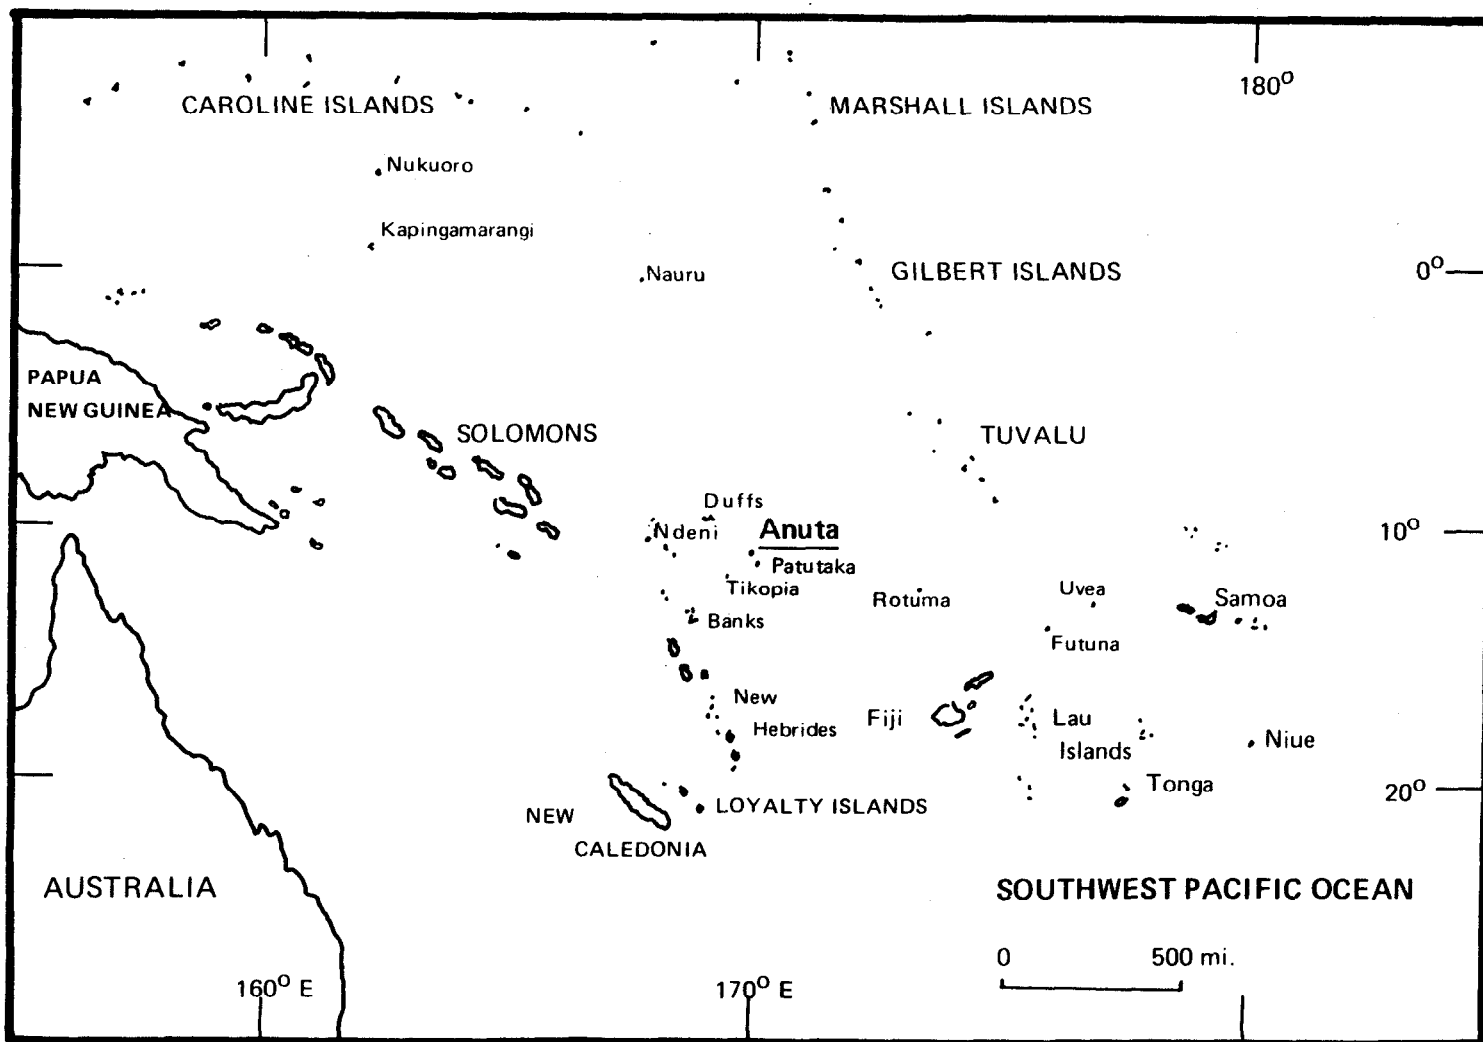 180°
CAROLINE ISLANDS
MARSHALL ISLANDS
Nukuoro
Kapingamarangi
Nauru
GILBERT ISLANDS
0°
PAPUA
NEW GUINEA
SOLOMONS
TUVALU
Duffs
Ndeni
Anuta
10°
Patutaka
Tikopia
Rotuma
Uvea
Samoa
Banks
Futuna
New
Hebrides
Fiji
Lau
Islands
Niue
Tonga
20°
NEW
CALEDONIA
LOYALTY ISLANDS
AUSTRALIA
SOUTHWEST PACIFIC OCEAN
0 500 mi.
160° E
170° E